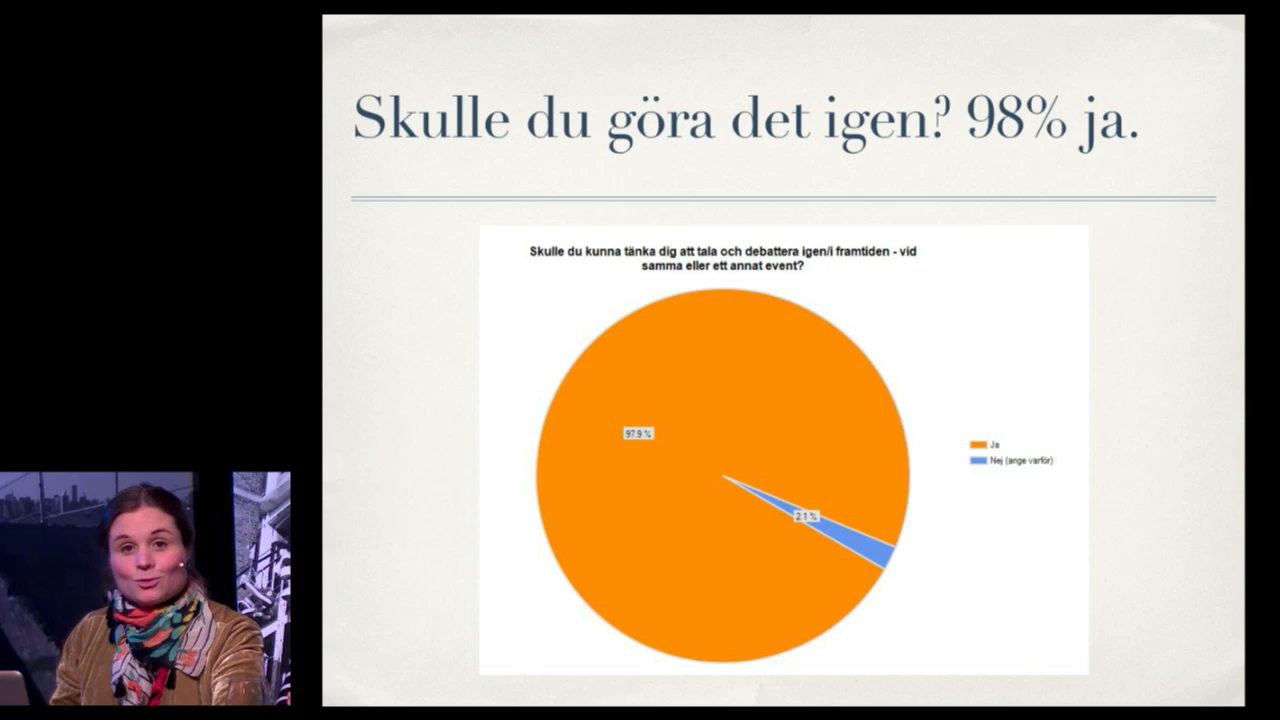 Skulle du göra det igen? 98% ja.
Skulle du kunna tänka dig att tala och debattera igen/i framtiden - vid
samma eller ett annat event?
97.9 %
2.1 %
Ja
Nej (ange varför)